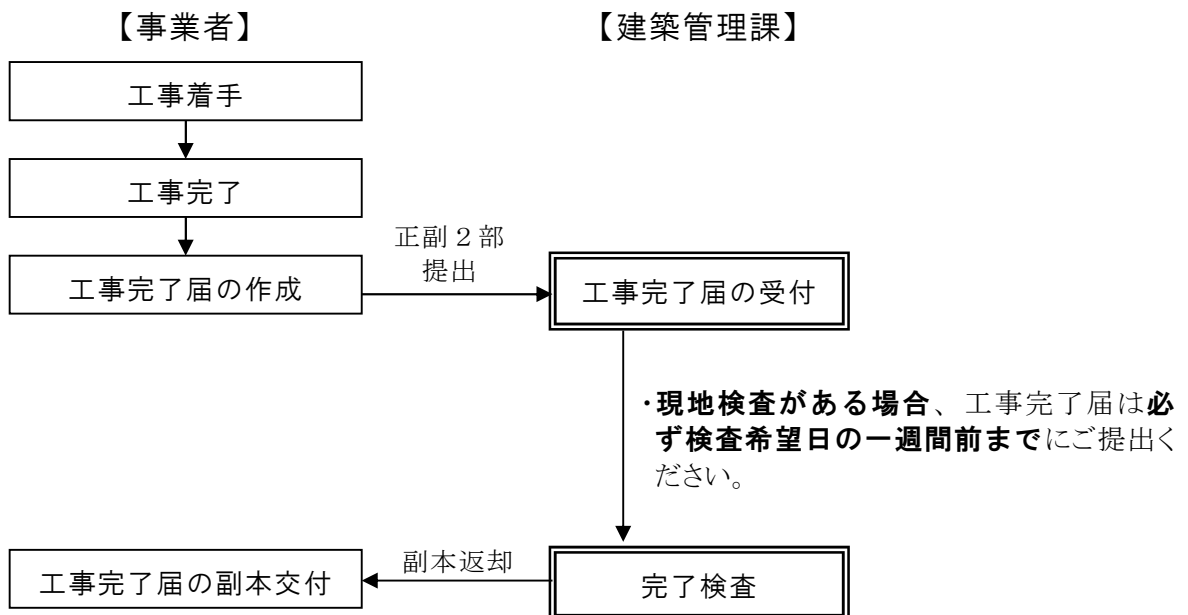 【事業者】
【建築管理課】
工事着手
工事完了
工事完了届の作成
正副２部
提出
工事完了届の受付
・現地検査がある場合、工事完了届は必
ず検査希望日の一週間前までにご提出く
ださい。
工事完了届の副本交付
副本返却
完了検査